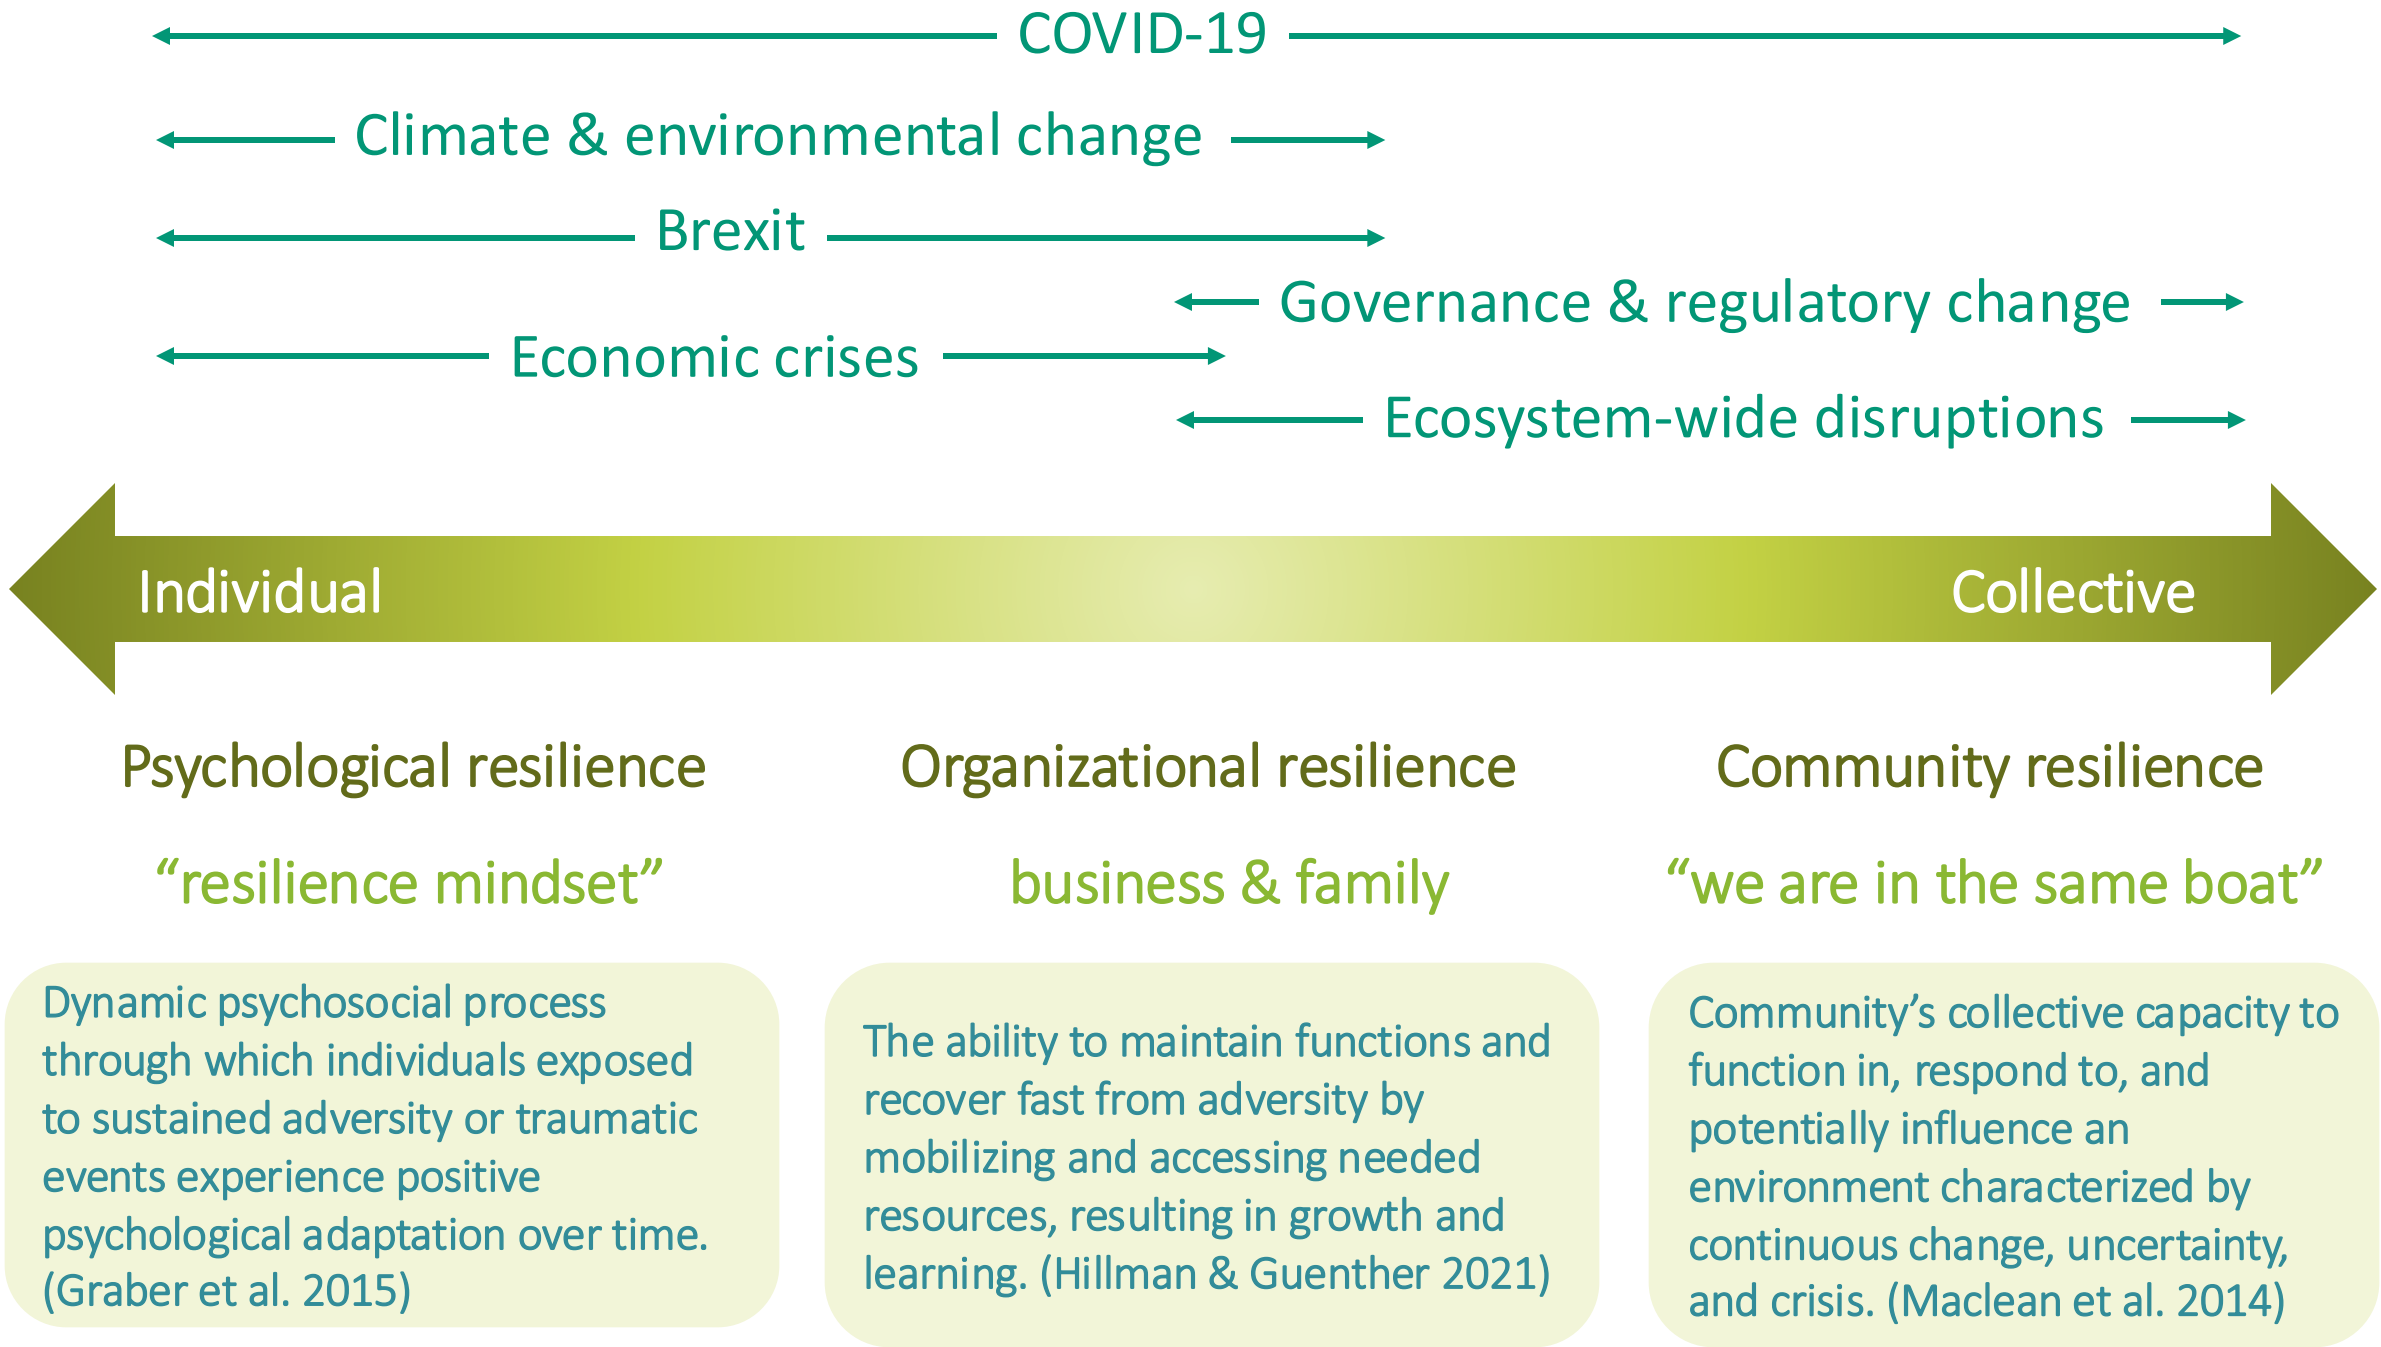 COVID-19
Climate & environmental change
Brexit
Governance & regulatory change
Economic crises
Ecosystem-wide disruptions
Individual
Collective
Psychological resilience
“resilience mindset”
Dynamic psychosocial process
through which individuals exposed
to sustained adversity or traumatic
events experience positive
psychological adaptation over time.
(Graber et al. 2015)
Organizational resilience
business & family
The ability to maintain functions and
recover fast from adversity by
mobilizing and accessing needed
resources, resulting in growth and
learning. (Hillman & Guenther 2021)
Community resilience
“we are in the same boat”
Community’s collective capacity to
function in, respond to, and
potentially influence an
environment characterized by
continuous change, uncertainty,
and crisis. (Maclean et al. 2014)